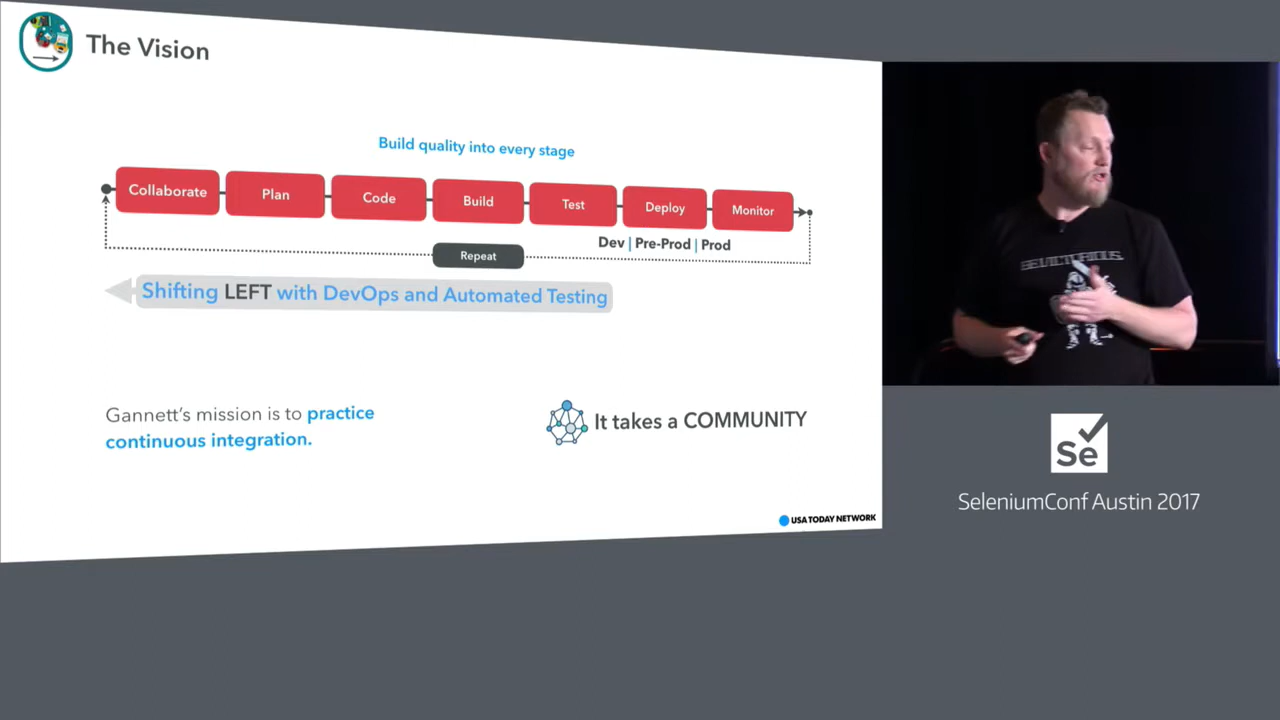 The Vision
Build quality into every stage
Collaborate
Plan
Code
Build
Test
Deploy
Monitor
Dev | Pre-Prod | Prod
Repeat
Shifting LEFT with DevOps and Automated Testing
Gannett's mission is to practice
continuous integration.
It takes a COMMUNITY
USA TODAY NETWORK
BEVICTORIOUS.
Se
SeleniumConf Austin 2017